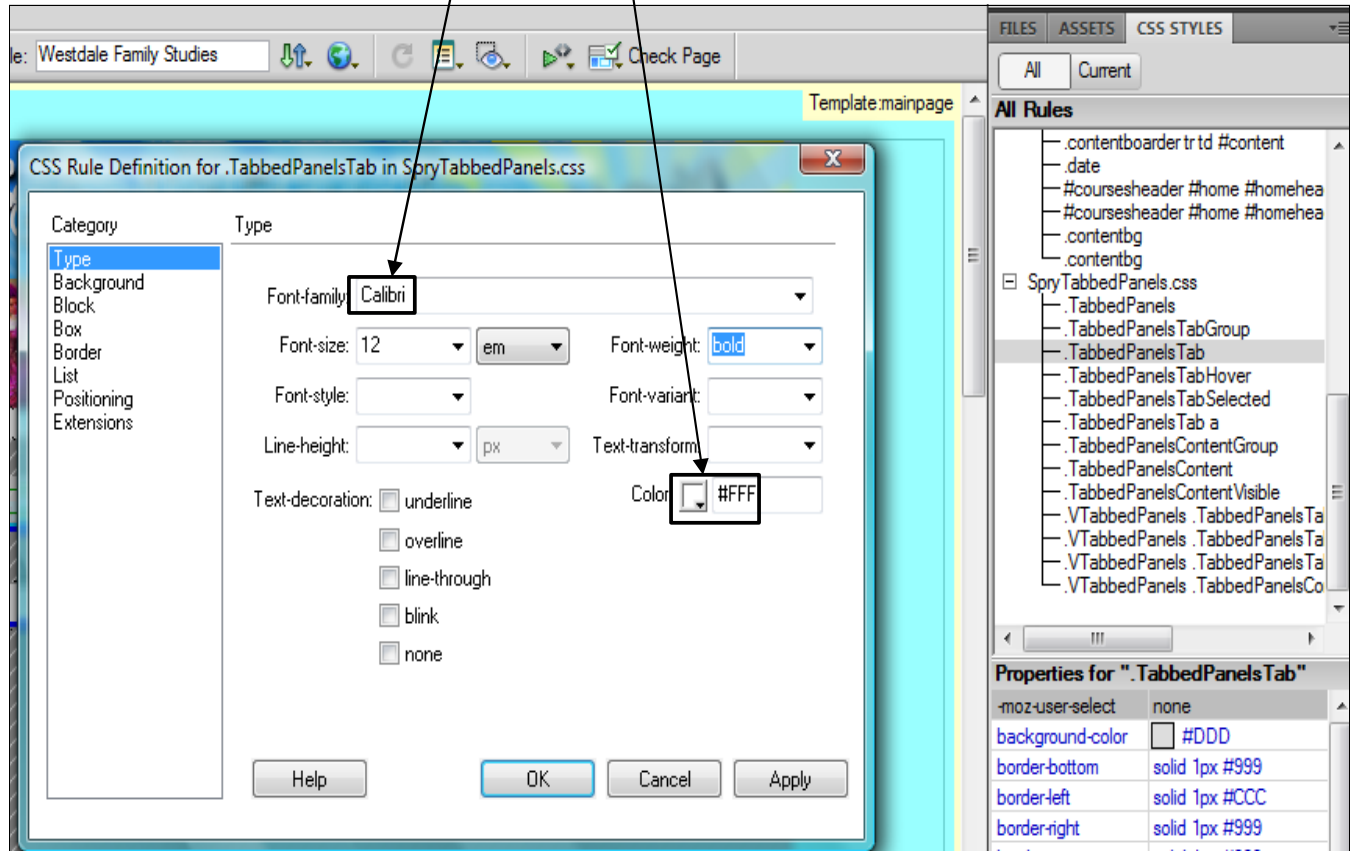 le: Westdale Family Studies
Check Page
Template:mainpage
CSS Rule Definition for .TabbedPanelsTab in SpryTabbedPanels.css
Category
Type
Background
Block
Box
Border
List
Positioning
Extensions
Type
Font-family: Calibri
Font-size: 12 em Font-weight: bold
Font-style: Font-variant:
Line-height: px Text-transform:
Text-decoration: underline Color #FFF
overline
line-through
blink
none
Help OK Cancel Apply
FILES ASSETS CSS STYLES
All Current
All Rules
.contentboarder tr td #content
.date
#coursesheader #home #homehea
#coursesheader #home #homehea
.contentbg
.contentbg
SpryTabbedPanels.css
.TabbedPanels
.TabbedPanelsTabGroup
.TabbedPanelsTab
.TabbedPanelsTabHover
.TabbedPanelsTabSelected
.TabbedPanelsTab a
.TabbedPanelsContentGroup
.TabbedPanelsContent
.TabbedPanelsContentVisible
.VTabbedPanels .TabbedPanelsTa
.VTabbedPanels .TabbedPanelsTa
.VTabbedPanels .TabbedPanelsTa
.VTabbedPanels .TabbedPanelsCo
Properties for ".TabbedPanelsTab"
-moz-user-select none
background-color #DDD
border-bottom solid 1px #999
border-left solid 1px #CCC
border-right solid 1px #999